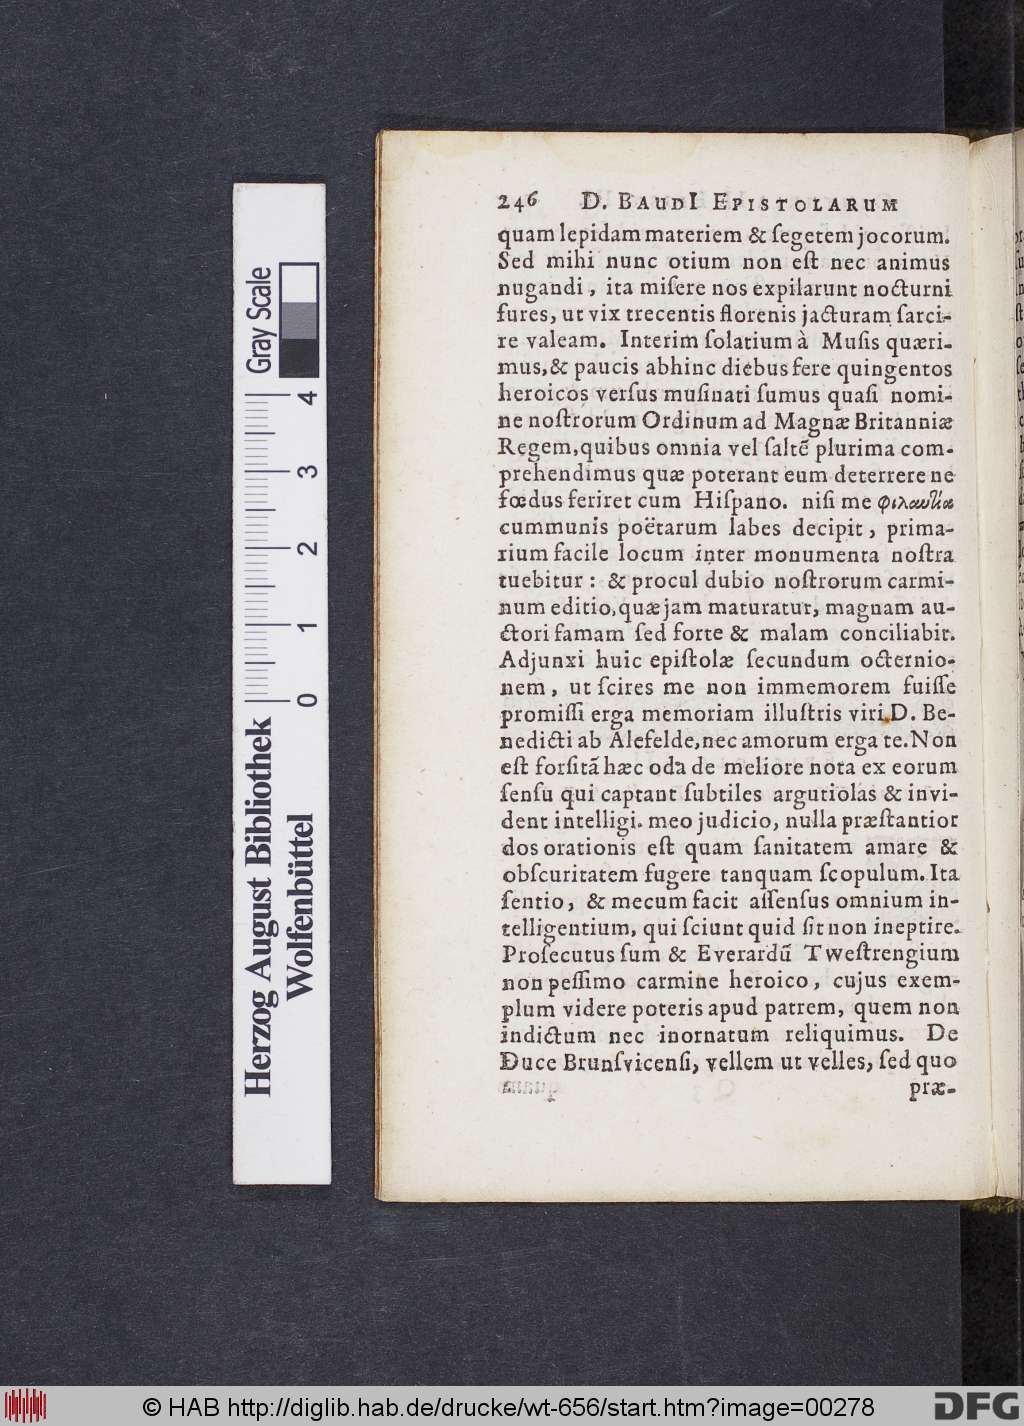 246 D. BAUDI EPISTOLARUM
quam lepidam materiem & ſegetem jocorum.
Sed mihi nunc otium non eſt nec animus
nugandi, ita miſere nos expilarunt nocturni
fures, ut vix trecentis florenis jacturam ſarci-
re valeam. Interim ſolatium à Muſis quæri-
mus, & paucis abhinc diebus fere quingentos
heroicos verſus muſinati ſumus quaſi nomi-
ne noſtrorum Ordinum ad Magnæ Britanniæ
Regem, quibus omnia vel ſaltẽ plurima com-
prehendimus quæ poterant eum deterrere ne
fœdus feriret cum Hiſpano. niſi me φιλαυτίας
cummunis poëtarum labes decipit, prima-
rium facile locum inter monumenta noſtra
tuebitur: & procul dubio noſtrorum carmi-
num editio, quæ jam maturatur, magnam au-
ctori famam ſed forte & malam conciliabit.
Adjunxi huic epiſtolæ ſecundum octernio-
nem, ut ſcires me non immemorem fuiſſe
promiſſi erga memoriam illuſtris viri D. Be-
nedicti ab Alefelde, nec amorum erga te. Non
eſt forſitã hæc oda de meliore nota ex eorum
ſenſu qui captant ſubtiles argutiolas & invi-
dent intelligi. meo judicio, nulla præſtantior
dos orationis eſt quam ſanitatem amare &
obſcuritatem fugere tanquam ſcopulum. Ita
ſentio, & mecum facit aſſenſus omnium in-
telligentium, qui ſciunt quid ſit non ineptire.
Proſecutus ſum & Everardũ Tweſtrengium
non peſſimo carmine heroico, cujus exem-
plum videre poteris apud patrem, quem non
indictum nec inornatum reliquimus. De
Duce Brunſvicenſi, vellem ut velles, ſed quo
præ-
Gray Scale
4
3
2
1
0
Herzog August Bibliothek
Wolfenbüttel
© HAB http://diglib.hab.de/drucke/wt-656/start.htm?image=00278
DFG